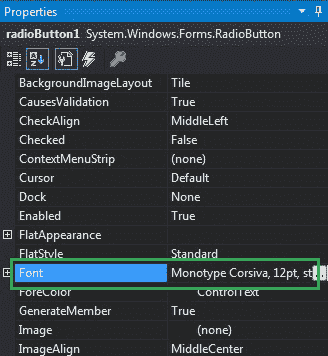 Properties
radioButton1 System.Windows.Forms.RadioButton
BackgroundImageLayout Tile
CausesValidation True
CheckAlign MiddleLeft
Checked False
ContextMenuStrip (none)
Cursor Default
Dock None
Enabled True
FlatAppearance
FlatStyle Standard
Font Monotype Corsiva, 12pt, st...
ForeColor ControlText
GenerateMember True
Image (none)
ImageAlign MiddleCenter